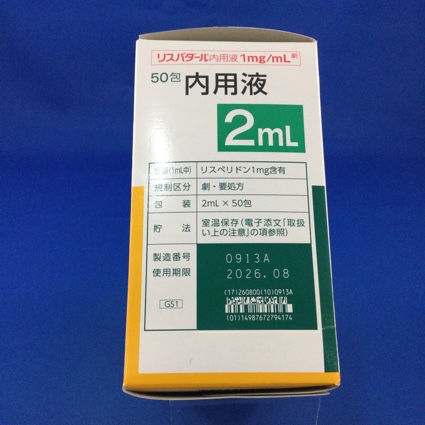 リスパダール内用液1mg/mL 劇
50包 内用液
2mL
含量(1mL中) リスペリドン1mg含有
規制区分 劇・要処方
包装 2mL×50包
貯法 室温保存(電子添文「取扱
い上の注意」の項参照)
製造番号 0913A
使用期限 2026.08
(17)260800(10)0913A
GS1
(01)14987672794174